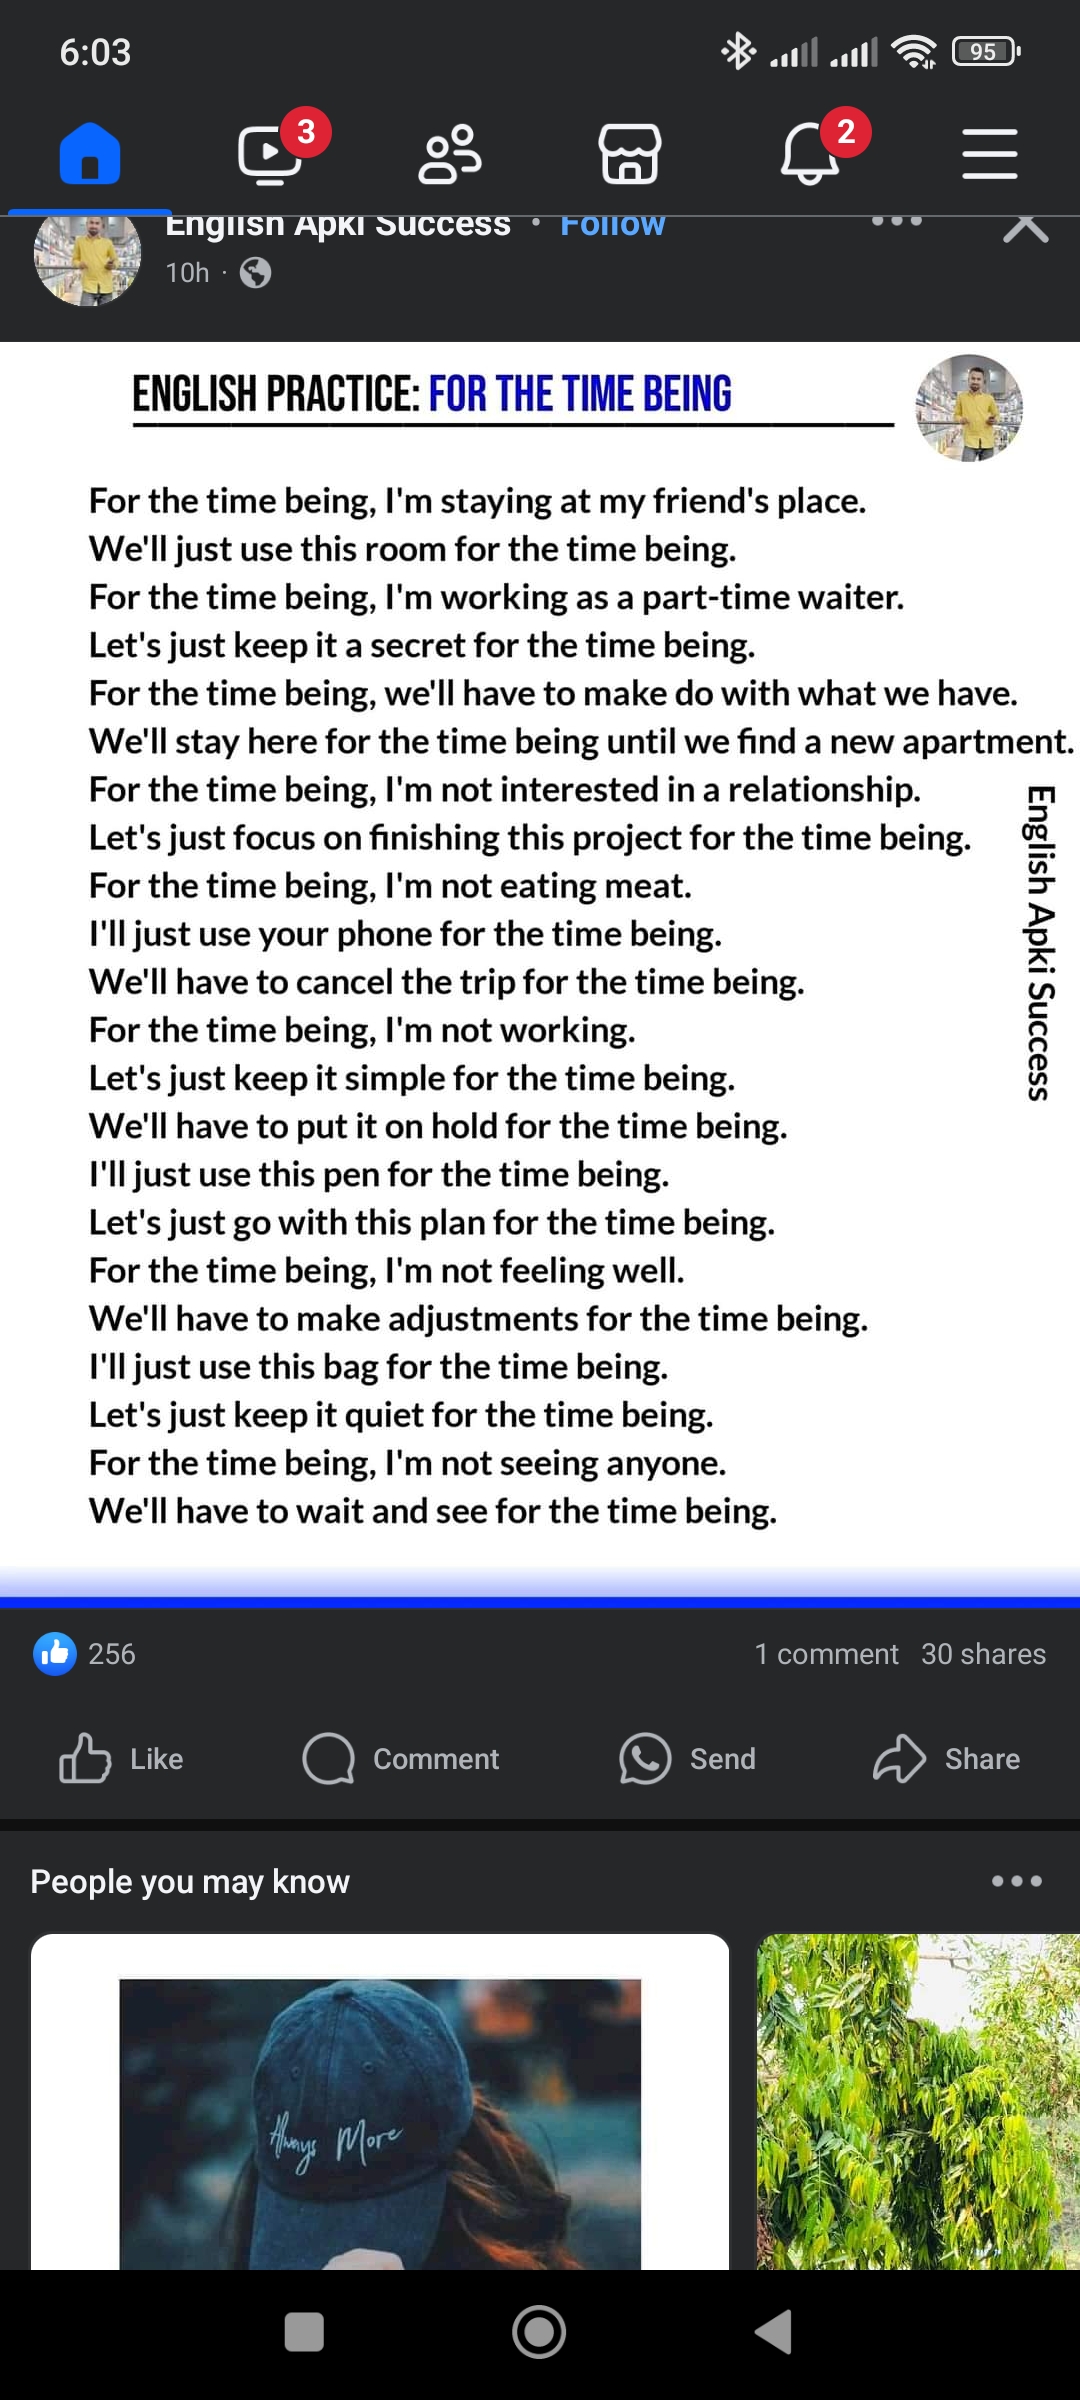 6:03
95
3
2
English Apki Success · Follow
10h ·
ENGLISH PRACTICE: FOR THE TIME BEING
For the time being, I'm staying at my friend's place.
We'll just use this room for the time being.
For the time being, I'm working as a part-time waiter.
Let's just keep it a secret for the time being.
For the time being, we'll have to make do with what we have.
We'll stay here for the time being until we find a new apartment.
For the time being, I'm not interested in a relationship.
Let's just focus on finishing this project for the time being.
For the time being, I'm not eating meat.
I'll just use your phone for the time being.
We'll have to cancel the trip for the time being.
For the time being, I'm not working.
Let's just keep it simple for the time being.
We'll have to put it on hold for the time being.
I'll just use this pen for the time being.
Let's just go with this plan for the time being.
For the time being, I'm not feeling well.
We'll have to make adjustments for the time being.
I'll just use this bag for the time being.
Let's just keep it quiet for the time being.
For the time being, I'm not seeing anyone.
We'll have to wait and see for the time being.
English Apki Success
256
1 comment 30 shares
Like Comment Send Share
People you may know
Always More